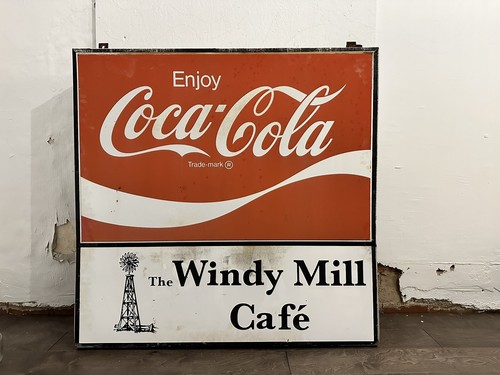 Enjoy
Coca-Cola
Trade-mark ®
The Windy Mill
Café